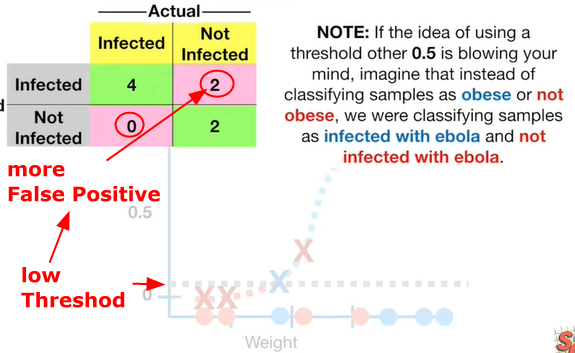 Actual
Infected
Not
Infected
Infected
4
2
Not
Infected
0
2
NOTE: If the idea of using a
threshold other 0.5 is blowing your
mind, imagine that instead of
classifying samples as obese or not
obese, we were classifying samples
as infected with ebola and not
infected with ebola.
more
False Positive
0.5
low
Threshod
0
X X X X
Weight